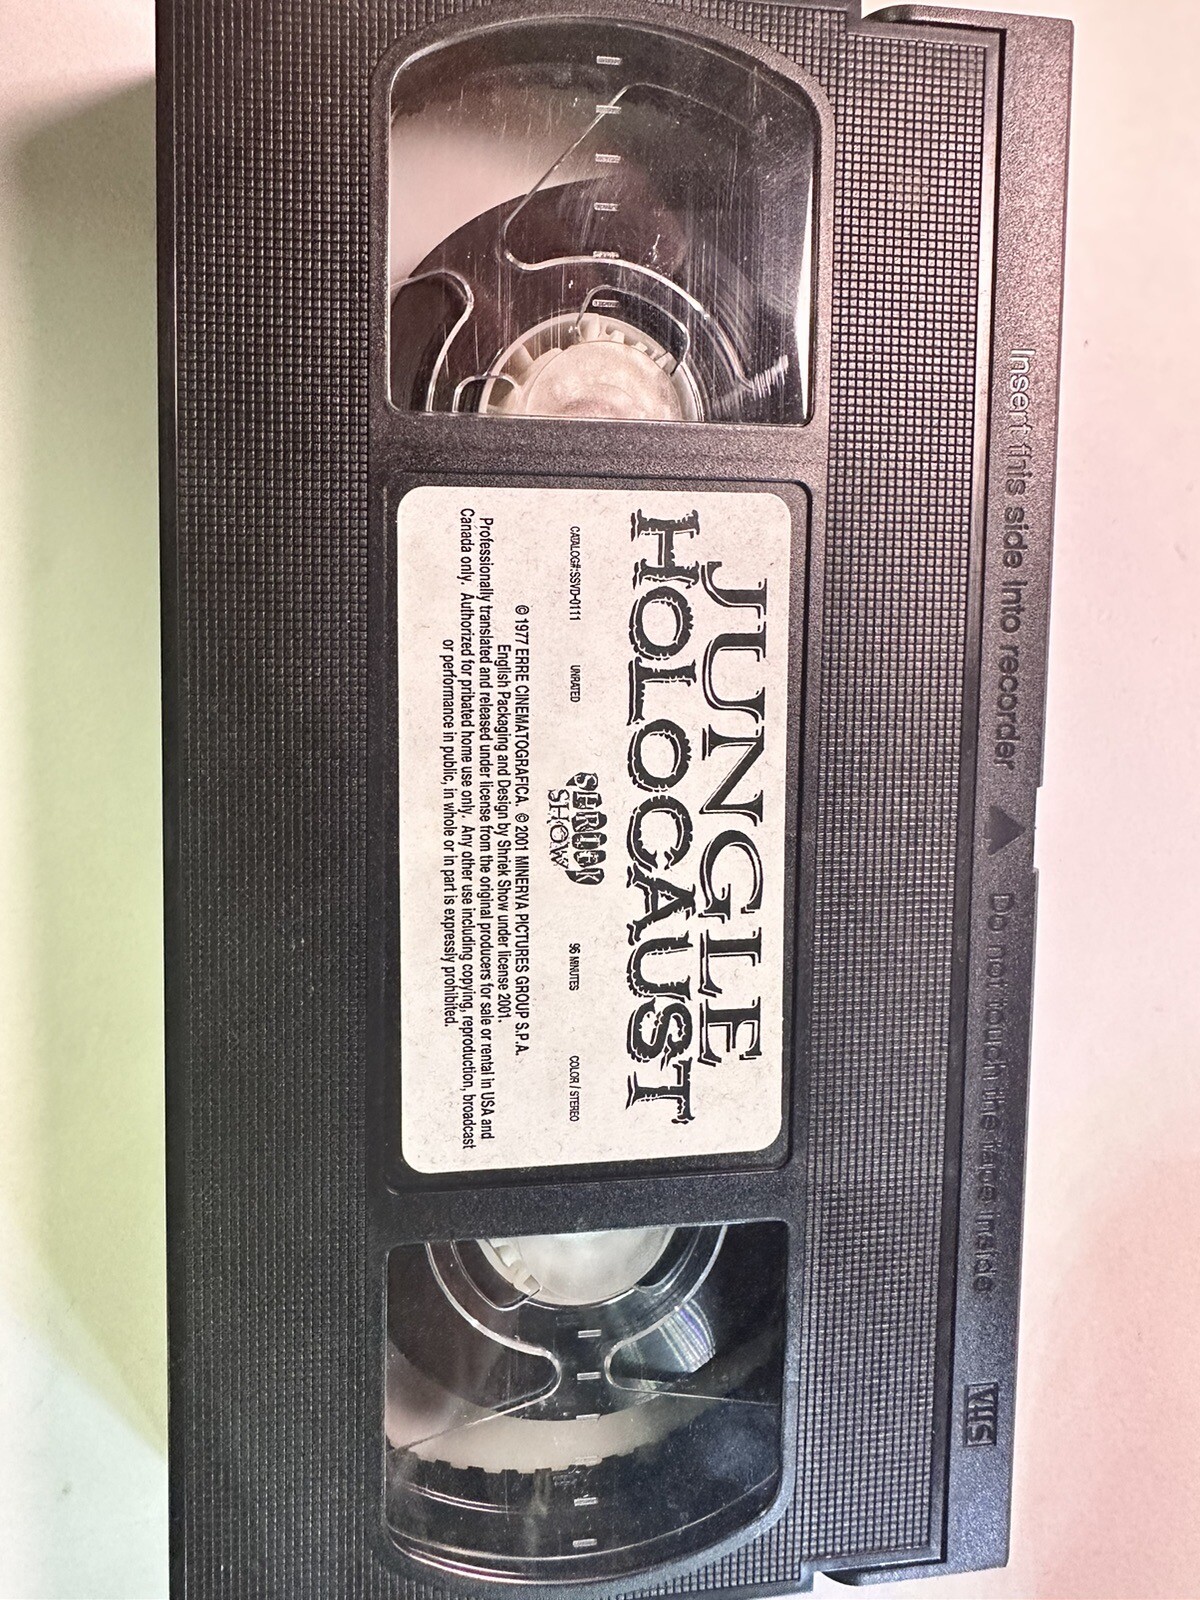 Insert this side into recorder ▲ Do not touch the tape inside
VHS
JUNGLE
HOLOCAUST
CATALOG#:SSVD-0111 UNRATED SHRIEK SHOW 96 MINUTES COLOR / STEREO
© 1977 ERRE CINEMATOGRAFICA. © 2001 MINERVA PICTURES GROUP S.P.A.
English Packaging and Design by Shriek Show under license 2001.
Professionally translated and released under license from the original producers for sale or rental in USA and
Canada only. Authorized for pribated home use only. Any other use including copying, reproduction, broadcast
or performance in public, in whole or in part is expressly prohibited.